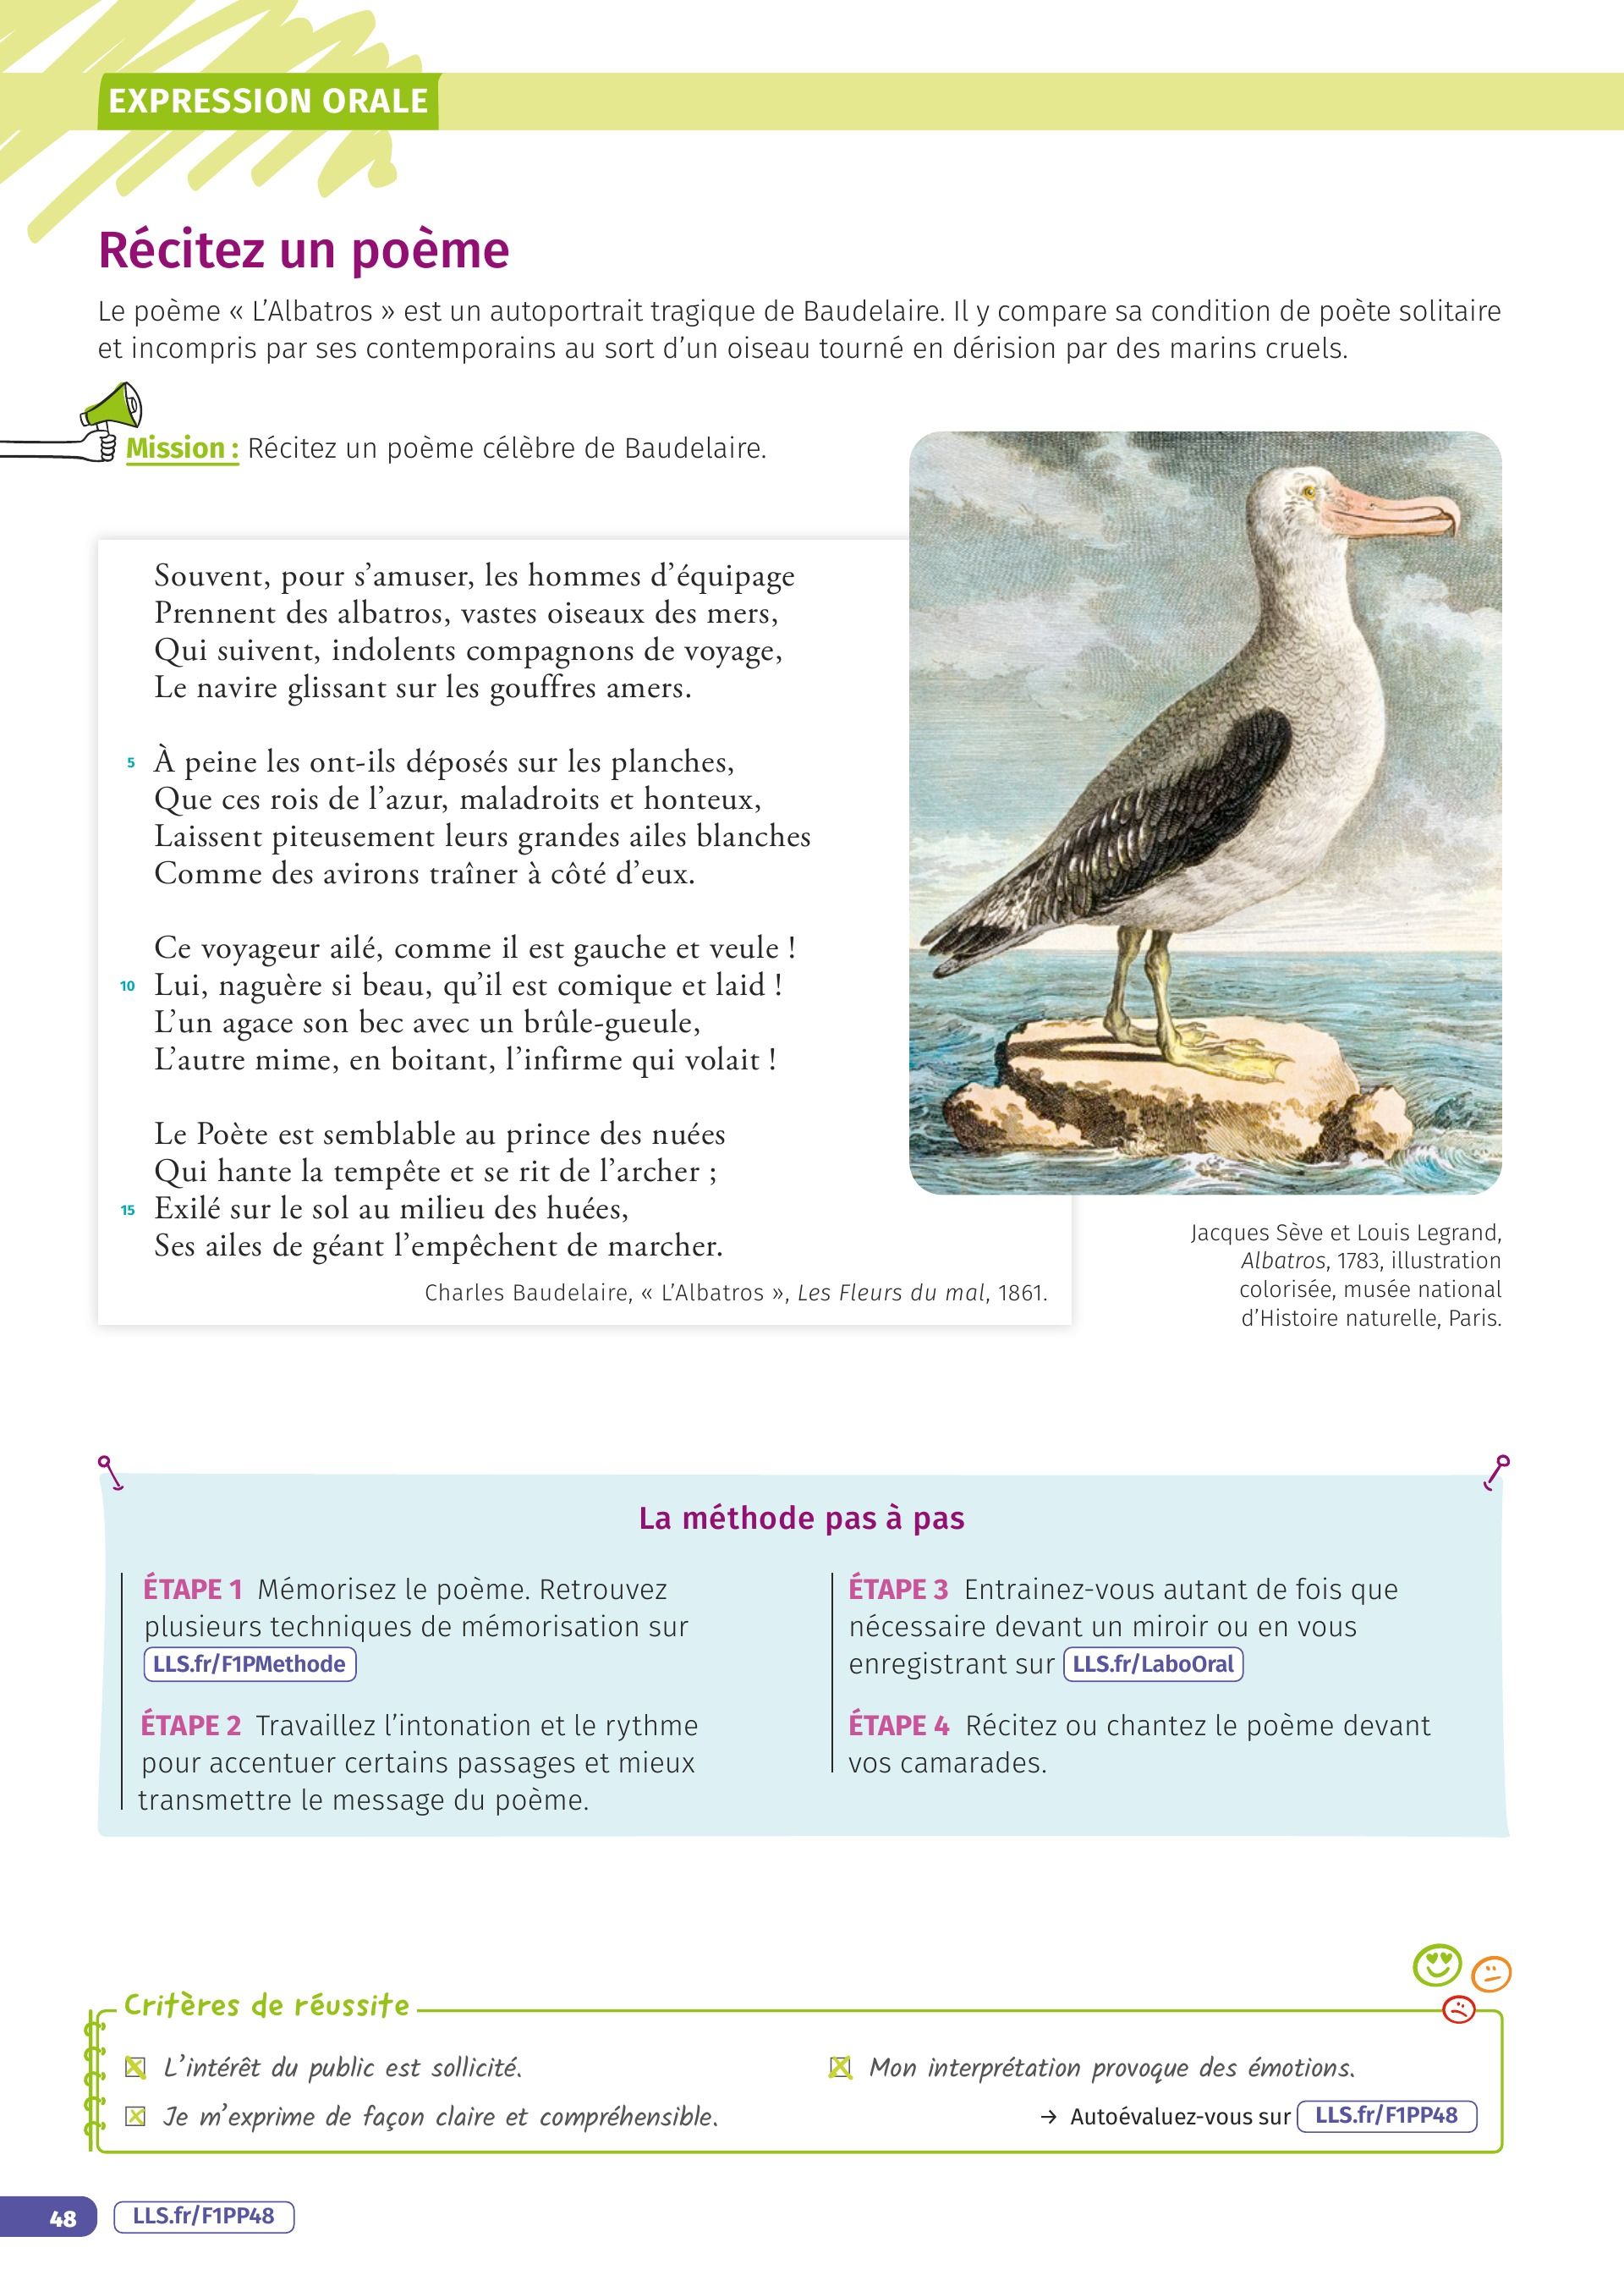 EXPRESSION ORALE
Récitez un poème
Le poème « L’Albatros » est un autoportrait tragique de Baudelaire. Il y compare sa condition de poète solitaire
et incompris par ses contemporains au sort d’un oiseau tourné en dérision par des marins cruels.
Mission : Récitez un poème célèbre de Baudelaire.
Souvent, pour s’amuser, les hommes d’équipage
Prennent des albatros, vastes oiseaux des mers,
Qui suivent, indolents compagnons de voyage,
Le navire glissant sur les gouffres amers.
5 À peine les ont-ils déposés sur les planches,
Que ces rois de l’azur, maladroits et honteux,
Laissent piteusement leurs grandes ailes blanches
Comme des avirons traîner à côté d’eux.
Ce voyageur ailé, comme il est gauche et veule !
10 Lui, naguère si beau, qu’il est comique et laid !
L’un agace son bec avec un brûle-gueule,
L’autre mime, en boitant, l’infirme qui volait !
Le Poète est semblable au prince des nuées
Qui hante la tempête et se rit de l’archer ;
15 Exilé sur le sol au milieu des huées,
Ses ailes de géant l’empêchent de marcher.
Charles Baudelaire, « L’Albatros », Les Fleurs du mal, 1861.
Jacques Sève et Louis Legrand,
Albatros, 1783, illustration
colorisée, musée national
d’Histoire naturelle, Paris.
La méthode pas à pas
ÉTAPE 1 Mémorisez le poème. Retrouvez
plusieurs techniques de mémorisation sur
LLS.fr/F1PMethode
ÉTAPE 2 Travaillez l’intonation et le rythme
pour accentuer certains passages et mieux
transmettre le message du poème.
ÉTAPE 3 Entrainez-vous autant de fois que
nécessaire devant un miroir ou en vous
enregistrant sur LLS.fr/LaboOral
ÉTAPE 4 Récitez ou chantez le poème devant
vos camarades.
Critères de réussite
L’intérêt du public est sollicité.
Je m’exprime de façon claire et compréhensible.
Mon interprétation provoque des émotions.
→ Autoévaluez-vous sur LLS.fr/F1PP48
48 LLS.fr/F1PP48